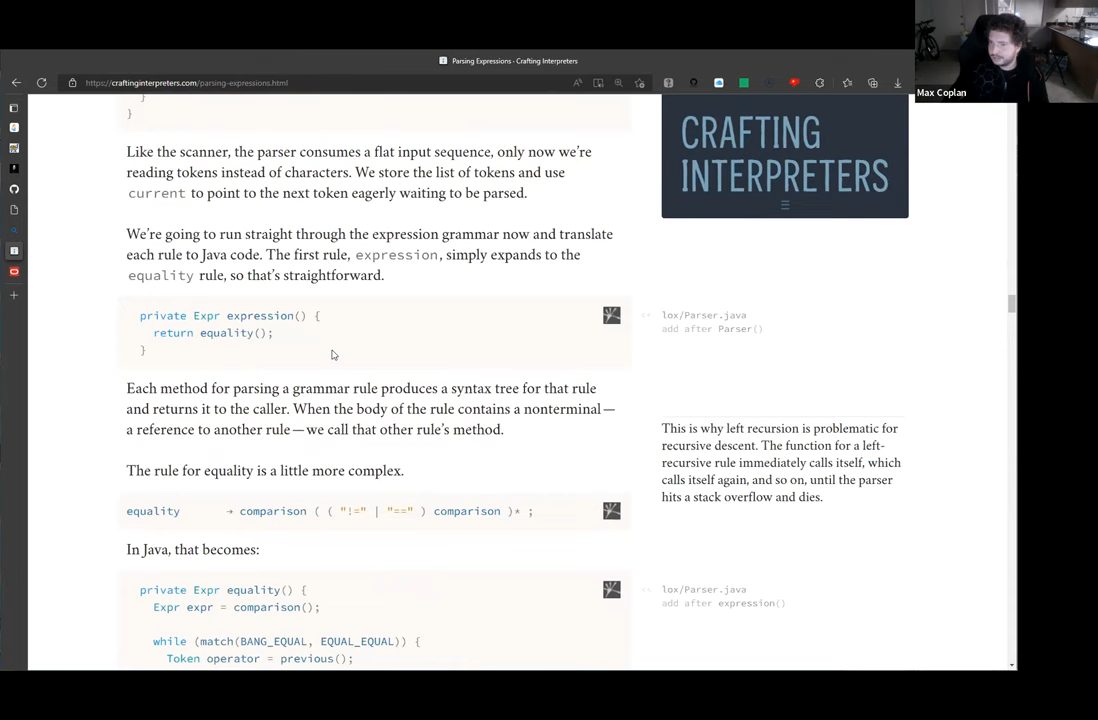 Parsing Expressions · Crafting Interpreters
https://craftinginterpreters.com/parsing-expressions.html
Max Coplan
}
}
CRAFTING
INTERPRETERS
Like the scanner, the parser consumes a flat input sequence, only now we're
reading tokens instead of characters. We store the list of tokens and use
current to point to the next token eagerly waiting to be parsed.
We're going to run straight through the expression grammar now and translate
each rule to Java code. The first rule, expression, simply expands to the
equality rule, so that's straightforward.
private Expr expression() {
return equality();
}
lox/Parser.java
add after Parser()
Each method for parsing a grammar rule produces a syntax tree for that rule
and returns it to the caller. When the body of the rule contains a nonterminal—
a reference to another rule—we call that other rule's method.
This is why left recursion is problematic for
recursive descent. The function for a left-
recursive rule immediately calls itself, which
calls itself again, and so on, until the parser
hits a stack overflow and dies.
The rule for equality is a little more complex.
equality → comparison ( ( "!=" | "==" ) comparison )* ;
In Java, that becomes:
private Expr equality() {
Expr expr = comparison();
while (match(BANG_EQUAL, EQUAL_EQUAL)) {
Token operator = previous();
lox/Parser.java
add after expression()